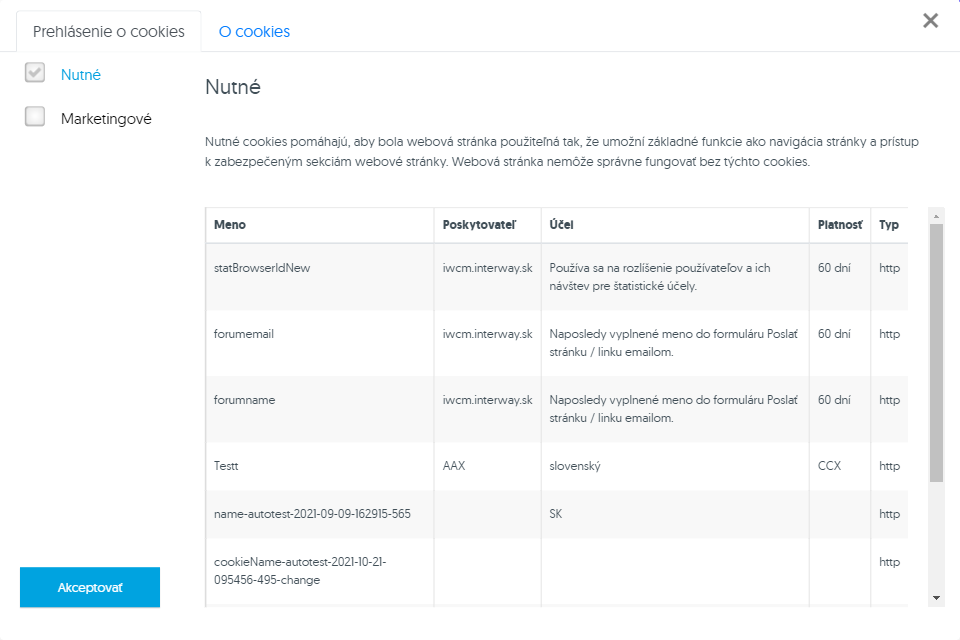 Prehlásenie o cookies
O cookies
Nutné
Marketingové
Nutné
Nutné cookies pomáhajú, aby bola webová stránka použiteľná tak, že umožní základné funkcie ako navigácia stránky a prístup
k zabezpečeným sekciám webové stránky. Webová stránka nemôže správne fungovať bez týchto cookies.
Meno Poskytovateľ Účel Platnosť Typ
statBrowserIdNew iwcm.interway.sk Používa sa na rozlíšenie používateľov a ich 60 dní http
návštev pre štatistické účely.
forumemail iwcm.interway.sk Naposledy vyplnené meno do formuláru Poslať 60 dní http
stránku / linku emailom.
forumname iwcm.interway.sk Naposledy vyplnené meno do formuláru Poslať 60 dní http
stránku / linku emailom.
Testt AAX slovenský CCX http
name-autotest-2021-09-09-162915-565 SK http
cookieName-autotest-2021-10-21- http
095456-495-change
Akceptovať